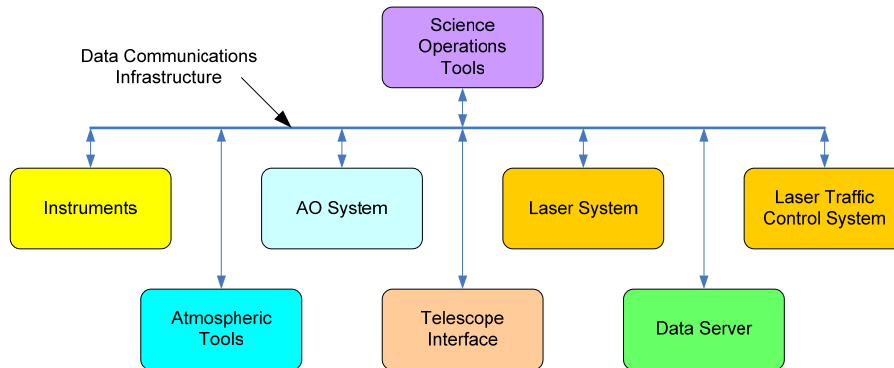 Science
Operations
Tools
Data Communications
Infrastructure
Instruments
AO System
Laser System
Laser Traffic
Control System
Atmospheric
Tools
Telescope
Interface
Data Server